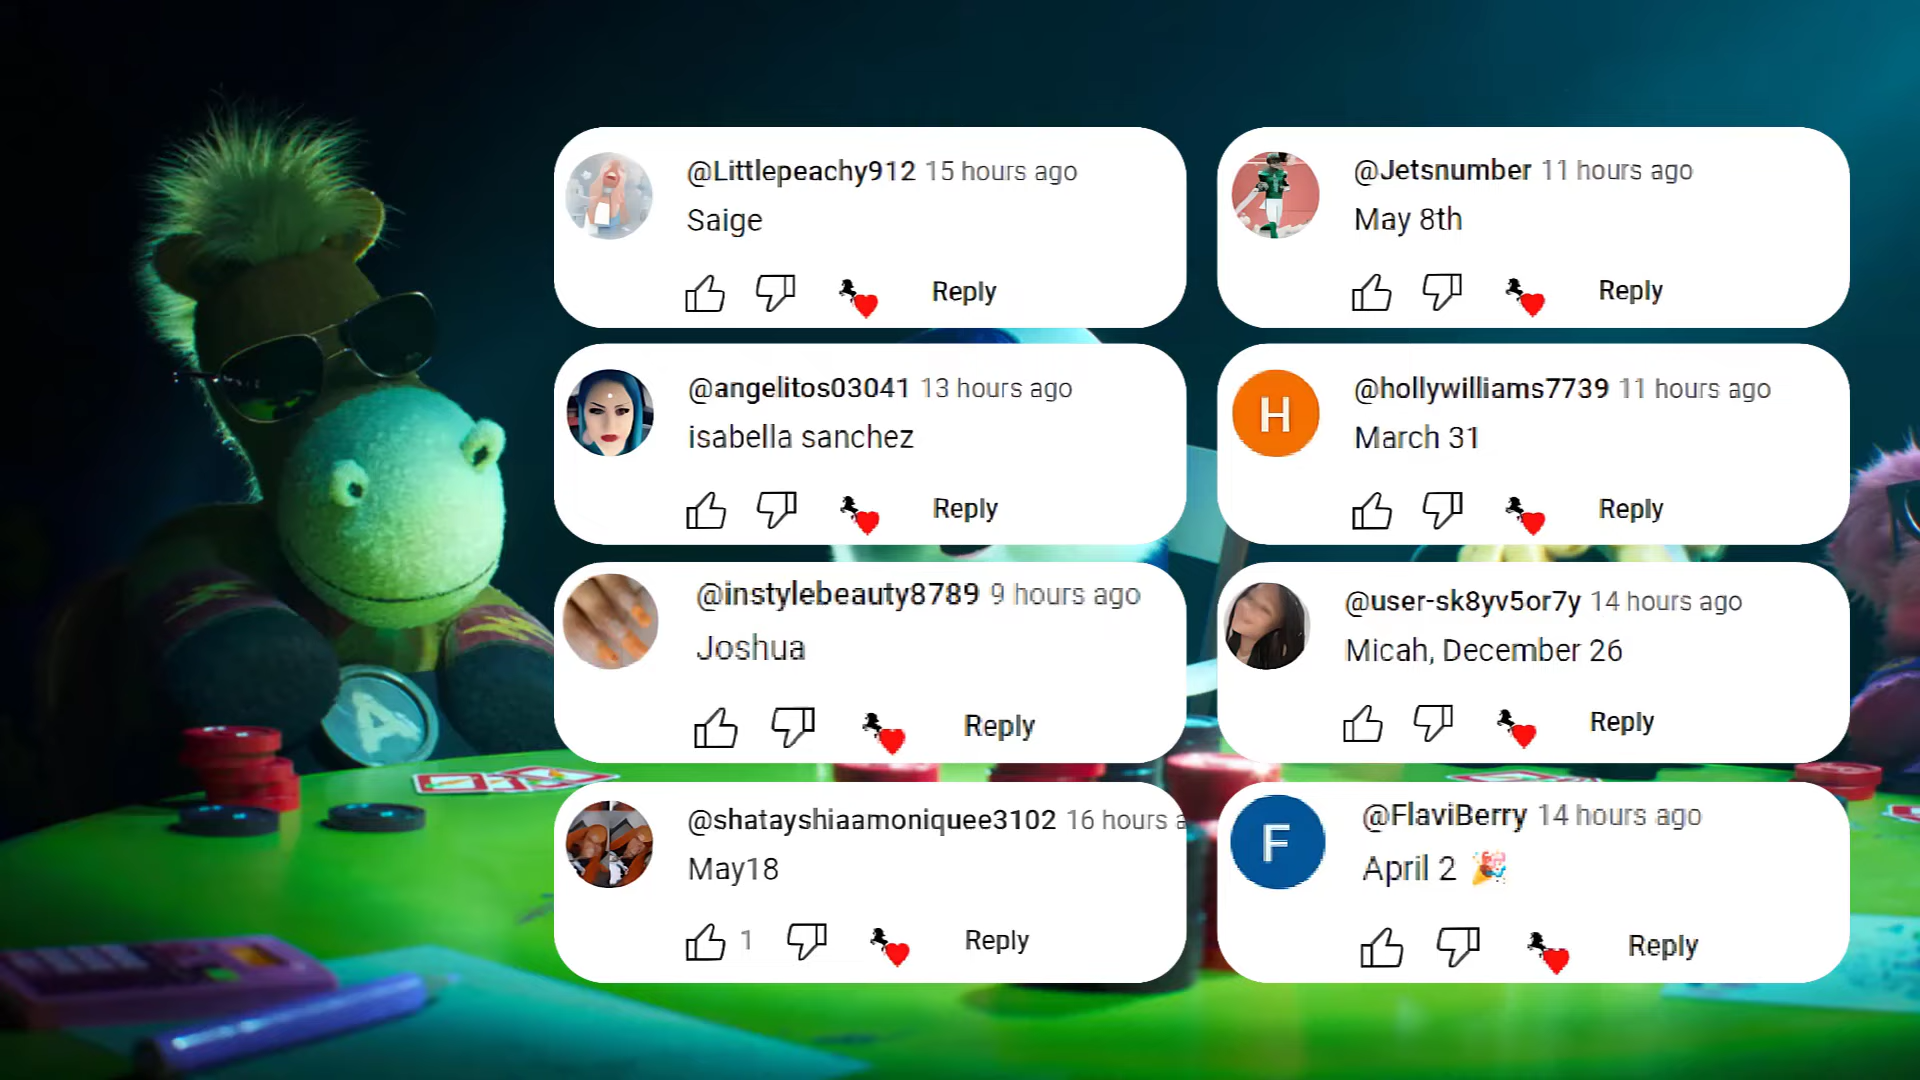 @Littlepeachy912 15 hours ago
Saige
Reply
@Jetsnumber 11 hours ago
May 8th
Reply
@angelitos03041 13 hours ago
isabella sanchez
Reply
H
@hollywilliams7739 11 hours ago
March 31
Reply
@instylebeauty8789 9 hours ago
Joshua
Reply
@user-sk8yv5or7y 14 hours ago
Micah, December 26
Reply
@shatayshiaamoniquee3102 16 hours a
May18
1 Reply
F
@FlaviBerry 14 hours ago
April 2 🎉
Reply
A